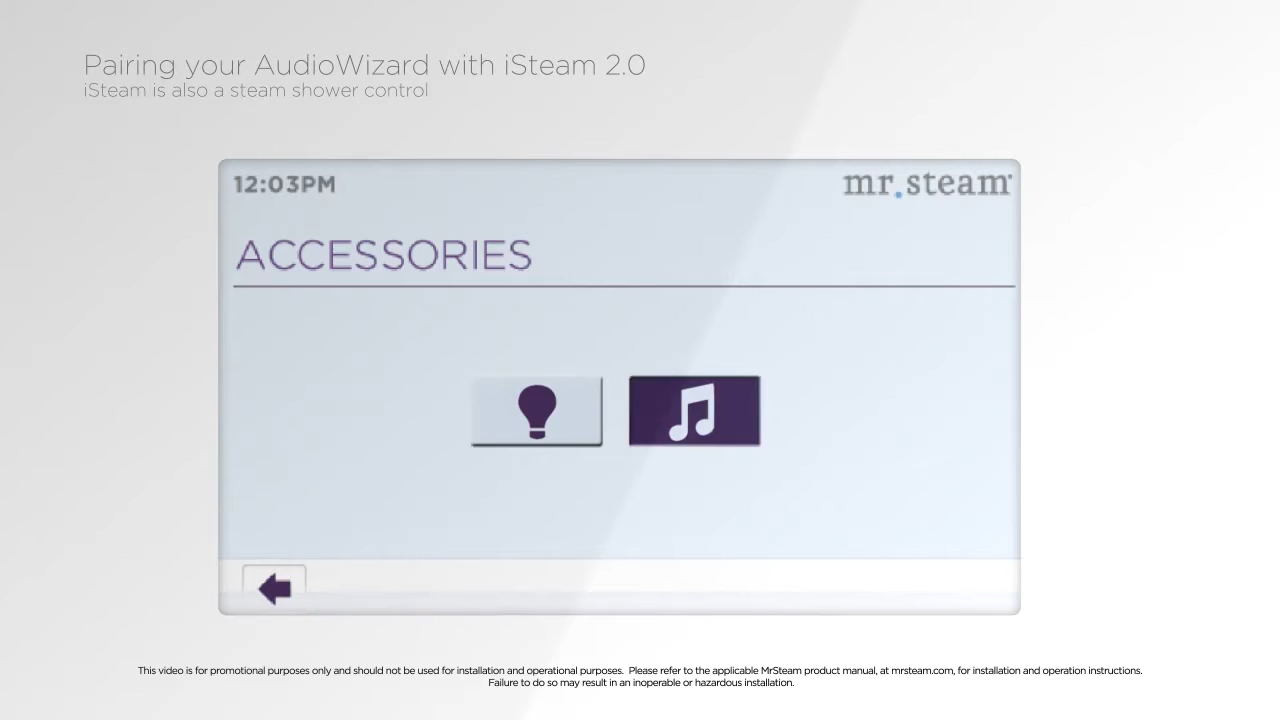 Pairing your AudioWizard with iSteam 2.0
iSteam is also a steam shower control
12:03PM
mr.steam®
ACCESSORIES
This video is for promotional purposes only and should not be used for installation and operational purposes.  Please refer to the applicable MrSteam product manual, at mrsteam.com, for installation and operation instructions.
Failure to do so may result in an inoperable or hazardous installation.